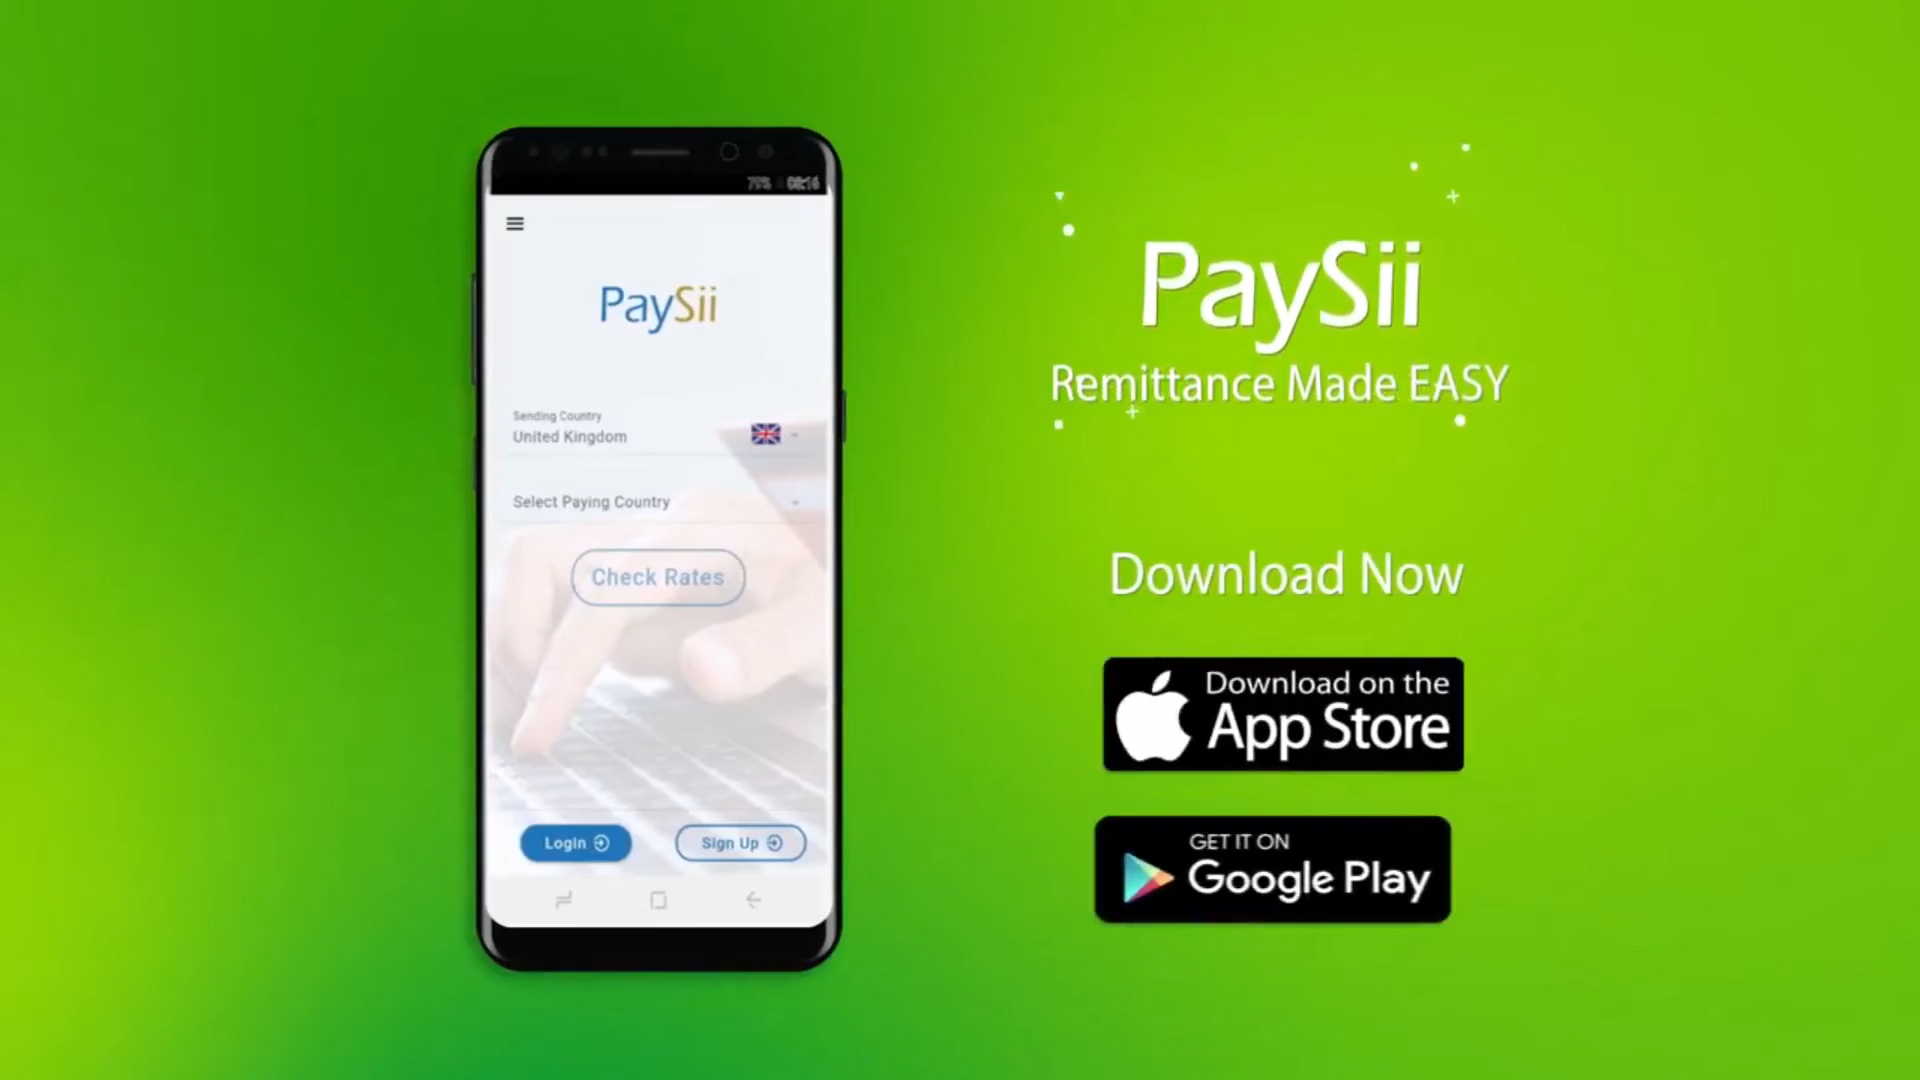 PaySii
Sending Country
United Kingdom
Select Paying Country
Check Rates
Login
Sign Up
PaySii
Remittance Made EASY
Download Now
Download on the
App Store
GET IT ON
Google Play